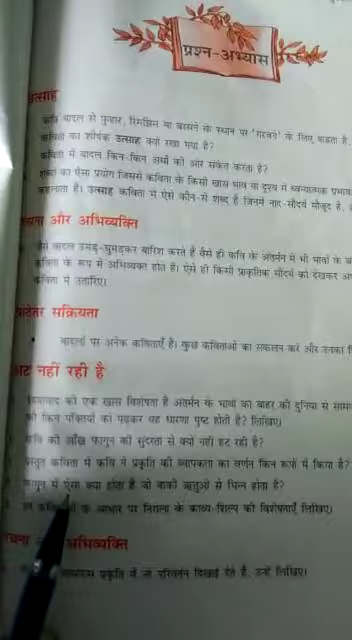 प्रश्न-अभ्यास
उत्साह
कवि बादल से फुहार, रिमझिम या बरसने के स्थान पर 'गरजने' के लिए कहता है,
कविता का शीर्षक उत्साह क्यों रखा गया है?
कविता में बादल किन-किन अर्थों की ओर संकेत करता है?
शब्दों का ऐसा प्रयोग जिससे कविता के किसी खास भाव या दृश्य में ध्वन्यात्मक प्रभाव
कहलाता है। उत्साह कविता में ऐसे कौन-से शब्द हैं जिनमें नाद-सौंदर्य मौजूद है,
और अभिव्यक्ति
जैसे बादल उमड़-घुमड़कर बारिश करते हैं वैसे ही कवि के अंतर्मन में भी भावों के
कविता के रूप में अभिव्यक्त होते हैं। ऐसे ही किसी प्राकृतिक सौंदर्य को देखकर
कविता में उतारिए।
सक्रियता
बादलों पर अनेक कविताएँ हैं। कुछ कविताओं का संकलन करें और उनका
अट नहीं रही है
छायावाद की एक खास विशेषता है अंतर्मन के भावों का बाहर की दुनिया से
की किन पंक्तियों को पढ़कर यह धारणा पुष्ट होती है? लिखिए।
कवि की आँख फागुन की सुंदरता से क्यों नहीं हट रही है?
प्रस्तुत कविता में कवि ने प्रकृति की व्यापकता का वर्णन किन रूपों में किया है?
फागुन में ऐसा क्या होता है जो बाकी ऋतुओं से भिन्न होता है?
इन कविताओं के आधार पर निराला के काव्य-शिल्प की विशेषताएँ लिखिए।
अभिव्यक्ति
प्रकृति में जो परिवर्तन दिखाई देते हैं, उन्हें लिखिए।